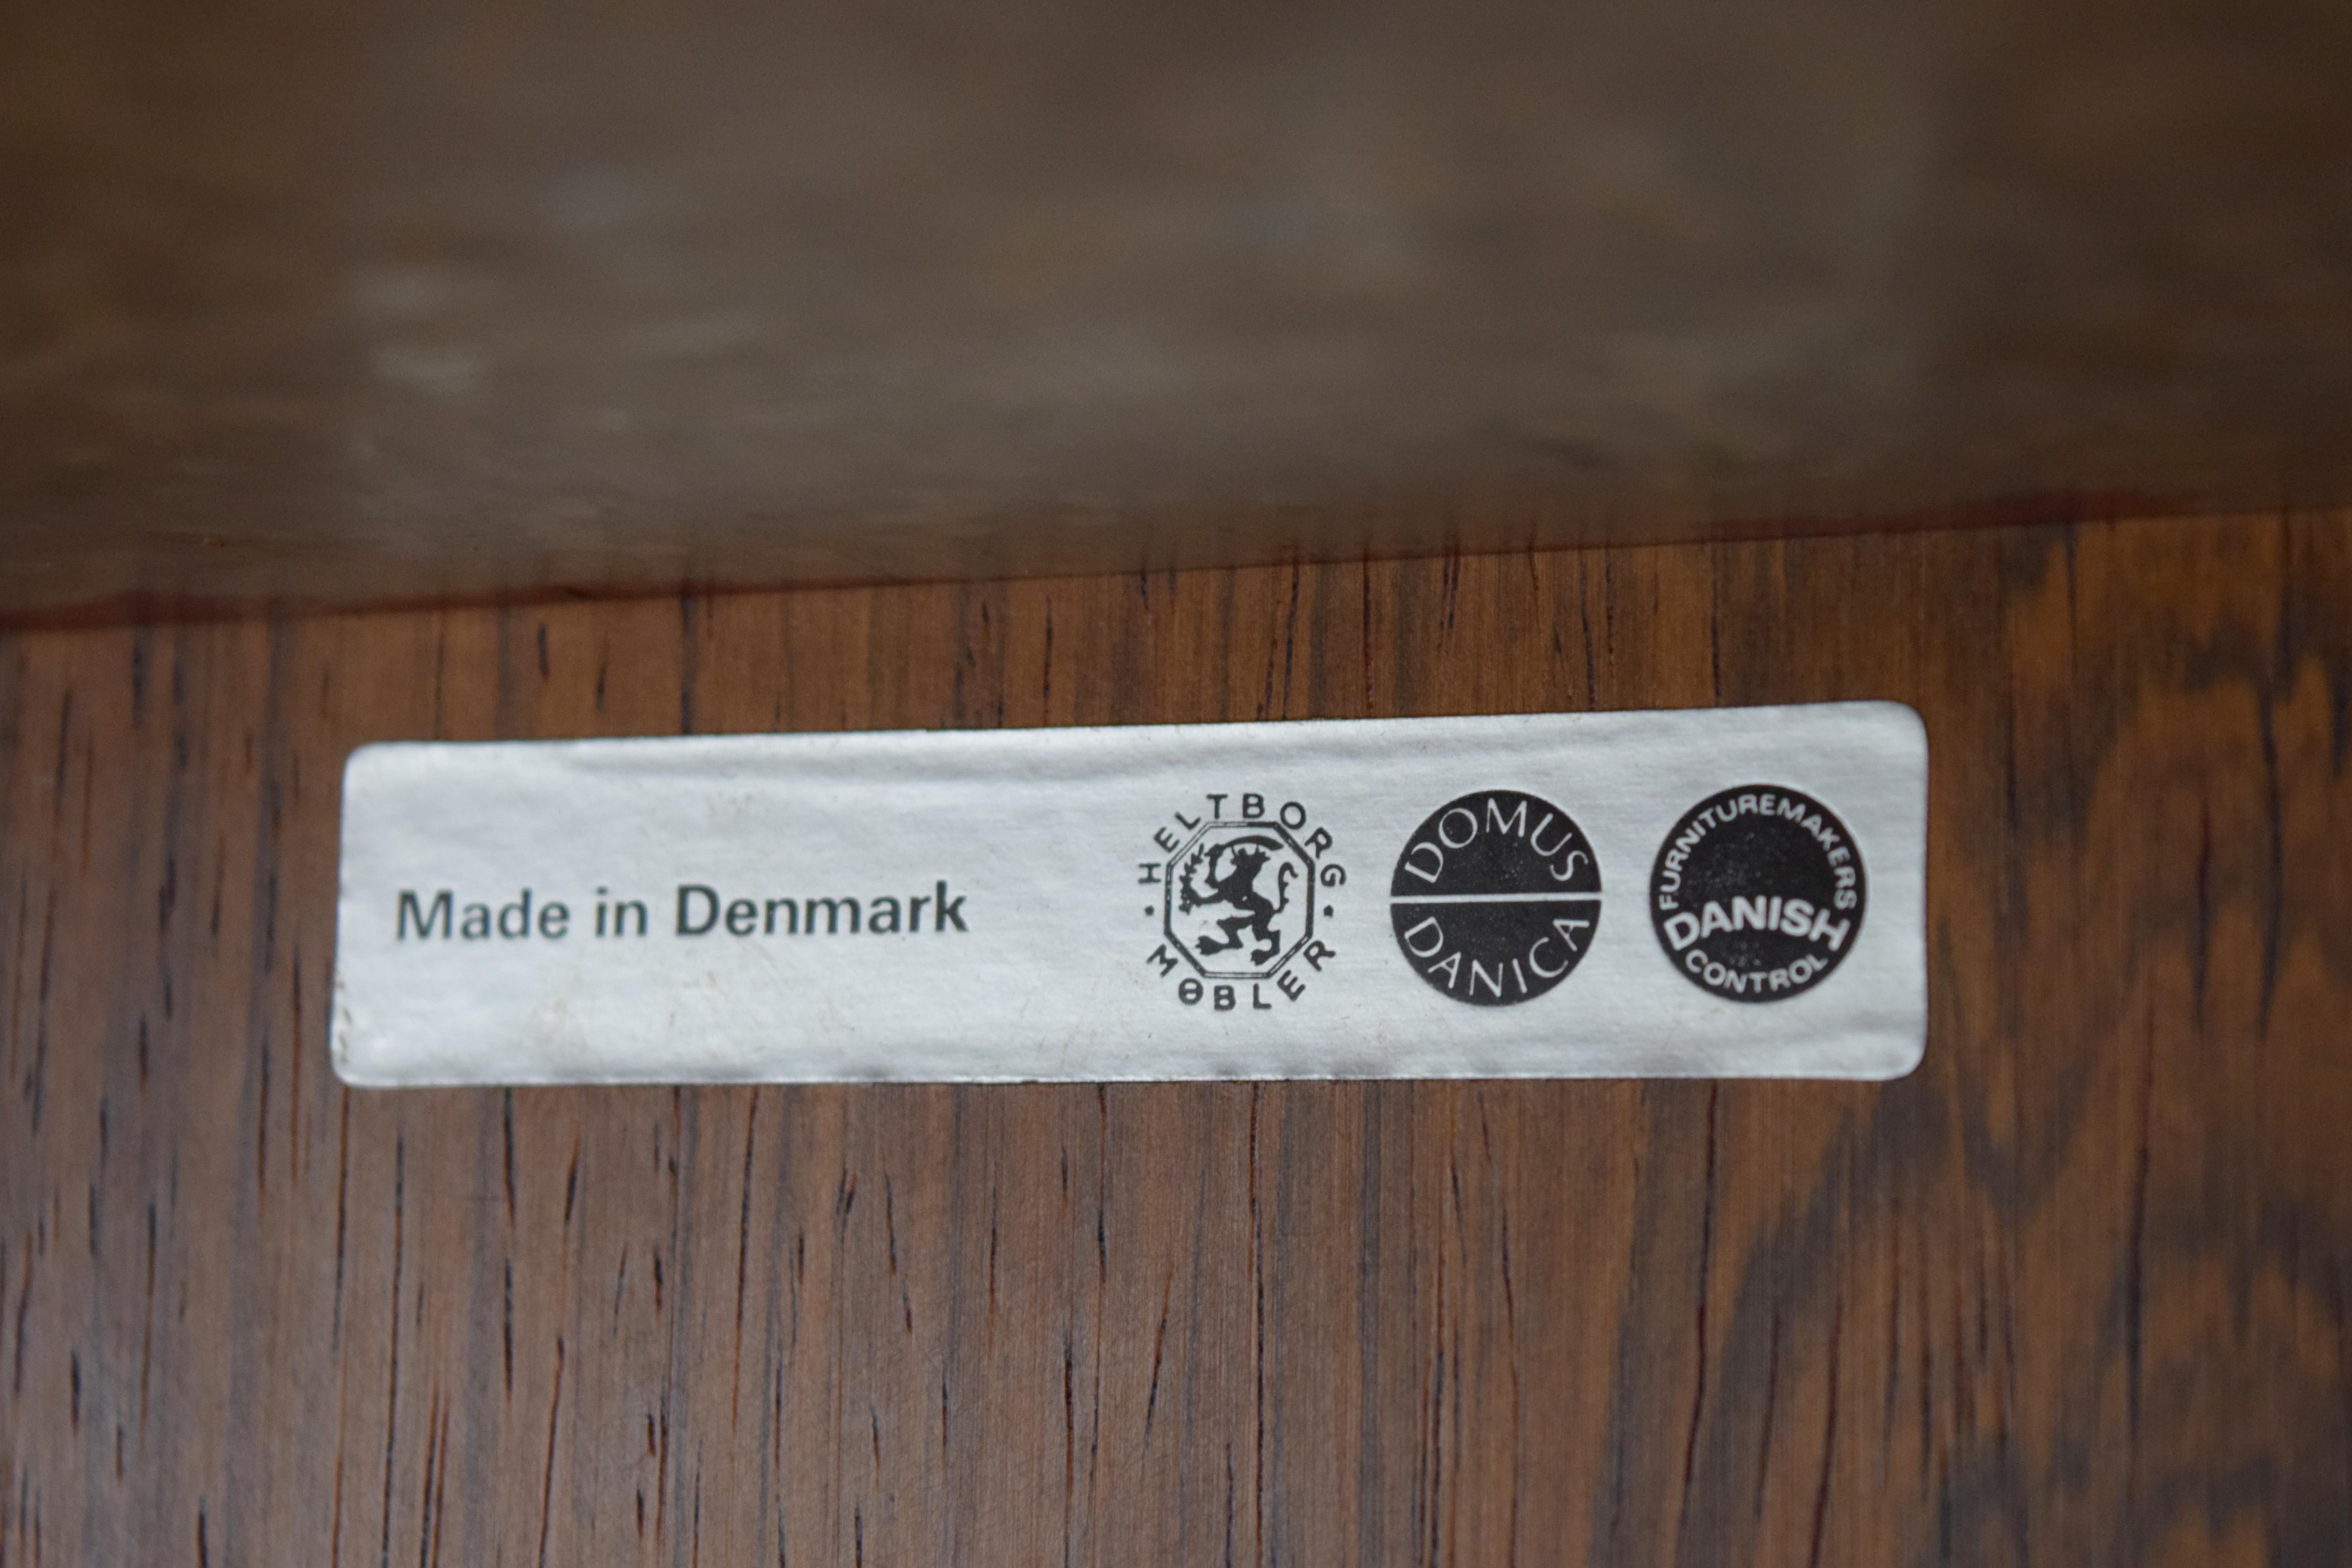 Made in Denmark
HELTBORG
MØBLER
DOMUS
DANICA
FURNITUREMAKERS
DANISH
CONTROL